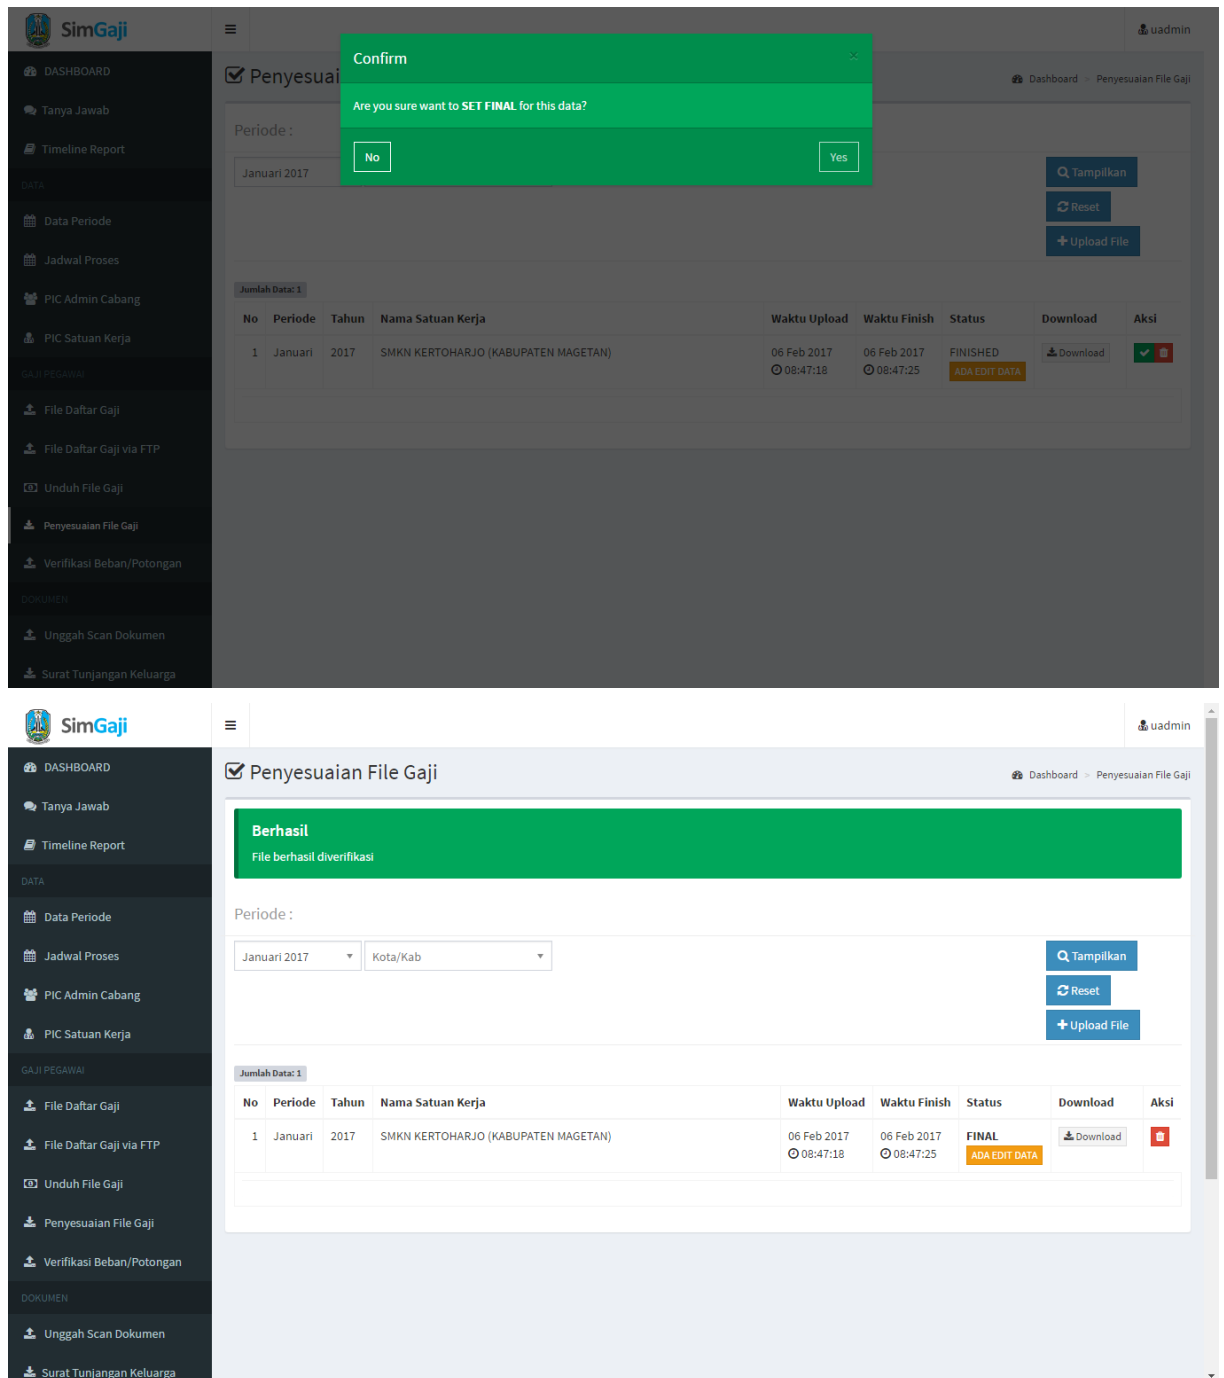 SimGaji
uadmin
Confirm
×
Are you sure want to SET FINAL for this data?
No
Yes
DASHBOARD
Tanya Jawab
Timeline Report
DATA
Data Periode
Jadwal Proses
PIC Admin Cabang
PIC Satuan Kerja
GAJI PEGAWAI
File Daftar Gaji
File Daftar Gaji via FTP
Unduh File Gaji
Penyesuaian File Gaji
Verifikasi Beban/Potongan
DOKUMEN
Unggah Scan Dokumen
Surat Tunjangan Keluarga
Penyesuai
Dashboard > Penyesuaian File Gaji
Periode :
Januari 2017
Tampilkan
Reset
Upload File
Jumlah Data: 1
No Periode Tahun Nama Satuan Kerja Waktu Upload Waktu Finish Status Download Aksi
1 Januari 2017 SMKN KERTOHARJO (KABUPATEN MAGETAN) 06 Feb 2017 06 Feb 2017 FINISHED Download
08:47:18 08:47:25 ADA EDIT DATA
SimGaji
uadmin
DASHBOARD
Tanya Jawab
Timeline Report
DATA
Data Periode
Jadwal Proses
PIC Admin Cabang
PIC Satuan Kerja
GAJI PEGAWAI
File Daftar Gaji
File Daftar Gaji via FTP
Unduh File Gaji
Penyesuaian File Gaji
Verifikasi Beban/Potongan
DOKUMEN
Unggah Scan Dokumen
Surat Tunjangan Keluarga
Penyesuaian File Gaji
Dashboard > Penyesuaian File Gaji
Berhasil
File berhasil diverifikasi
Periode :
Januari 2017 Kota/Kab
Tampilkan
Reset
Upload File
Jumlah Data: 1
No Periode Tahun Nama Satuan Kerja Waktu Upload Waktu Finish Status Download Aksi
1 Januari 2017 SMKN KERTOHARJO (KABUPATEN MAGETAN) 06 Feb 2017 06 Feb 2017 FINAL Download
08:47:18 08:47:25 ADA EDIT DATA